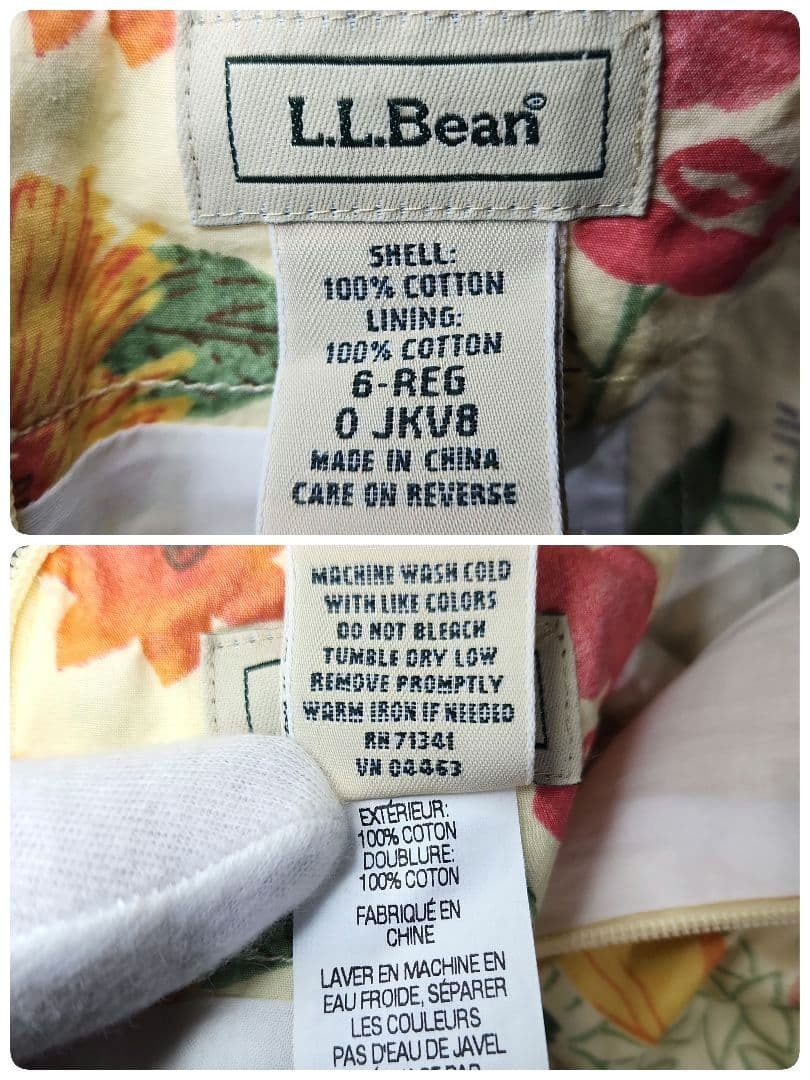 L.L.Bean®
SHELL:
100% COTTON
LINING:
100% COTTON
6-REG
0 JKV8
MADE IN CHINA
CARE ON REVERSE
MACHINE WASH COLD
WITH LIKE COLORS
DO NOT BLEACH
TUMBLE DRY LOW
REMOVE PROMPTLY
WARM IRON IF NEEDED
RN 71341
VN 04463
EXTÉRIEUR:
100% COTON
DOUBLURE:
100% COTON
FABRIQUÉ EN
CHINE
LAVER EN MACHINE EN
EAU FROIDE, SÉPARER
LES COULEURS
PAS D'EAU DE JAVEL